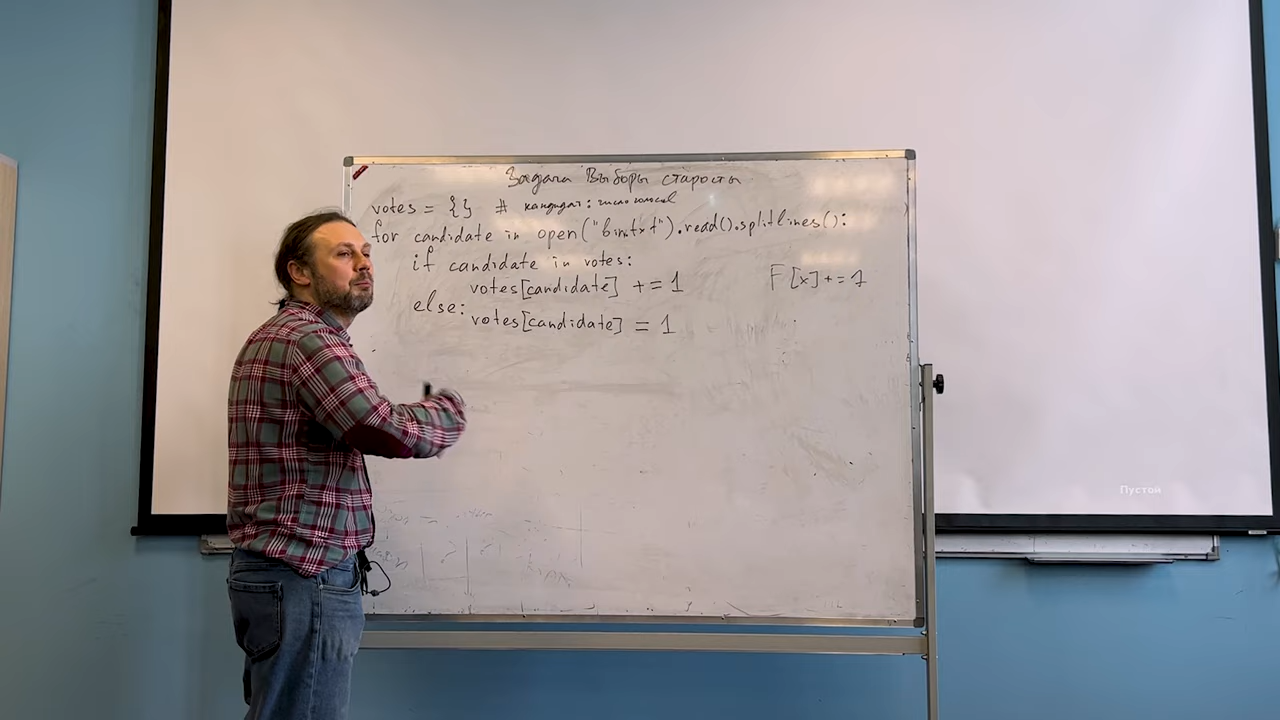 Задача Выборы старосты
votes = {} # кандидат: число голосов
for candidate in open("bin.txt").read().splitlines():
if candidate in votes:
votes[candidate] += 1
else:
votes[candidate] = 1
F[x] += 1
Пустой